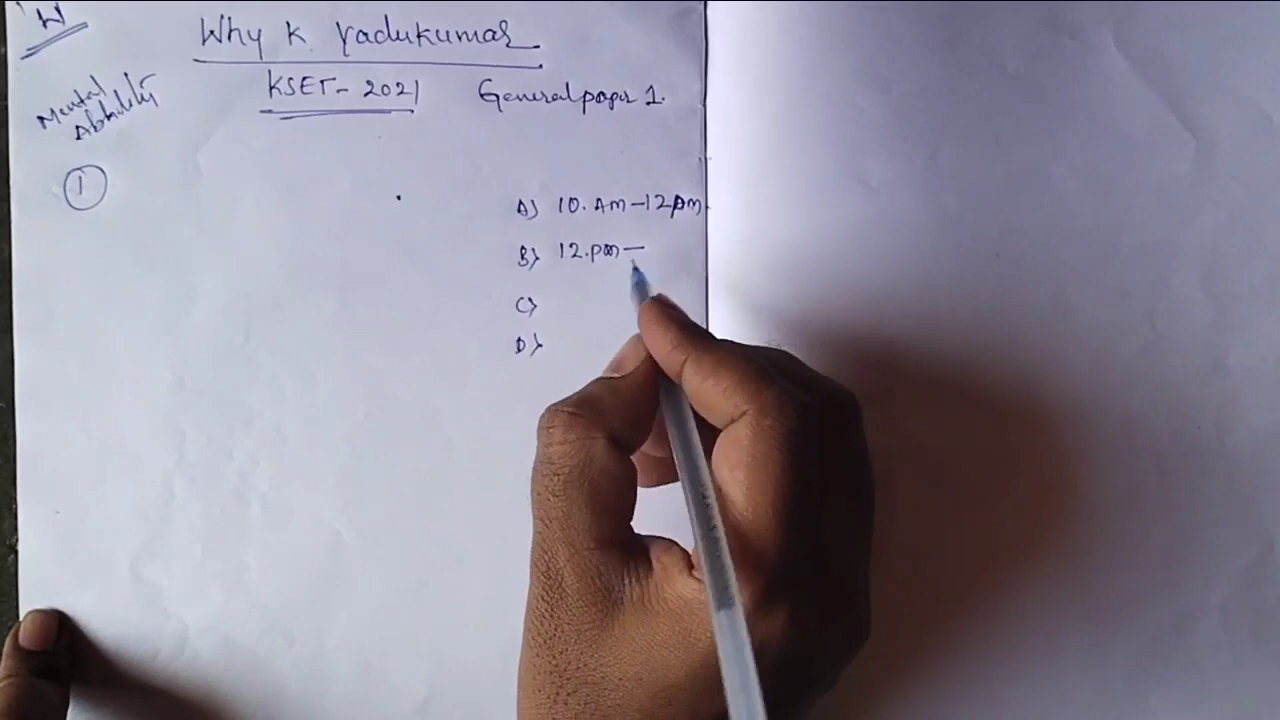 Why K Yadukumar
KSET- 2021 General paper 1.
Mental
Ability
1
A) 10. Am-12pm
B) 12.pm-
C)
D)